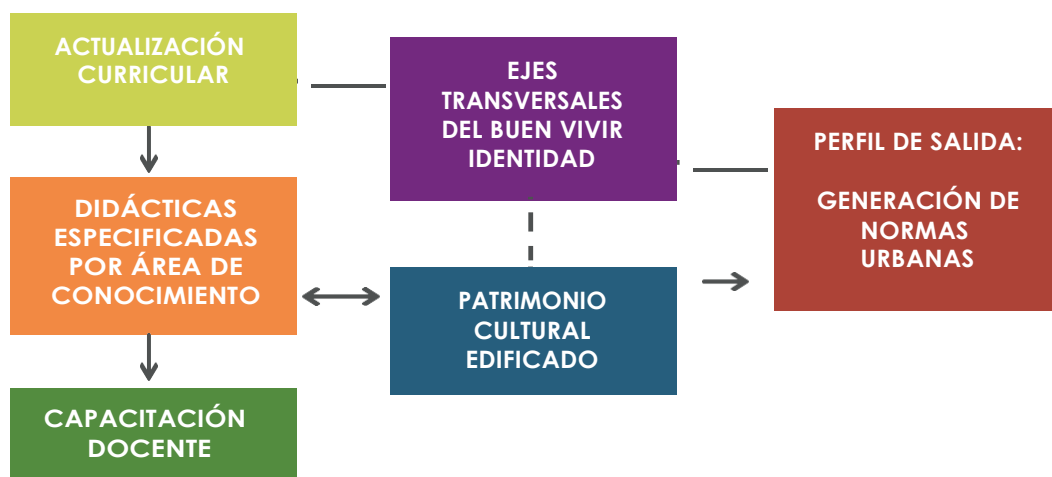 ACTUALIZACIÓN
CURRICULAR
EJES
TRANSVERSALES
DEL BUEN VIVIR
IDENTIDAD
PERFIL DE SALIDA:
GENERACIÓN DE
NORMAS
URBANAS
DIDÁCTICAS
ESPECIFICADAS
POR ÁREA DE
CONOCIMIENTO
PATRIMONIO
CULTURAL
EDIFICADO
CAPACITACIÓN
DOCENTE